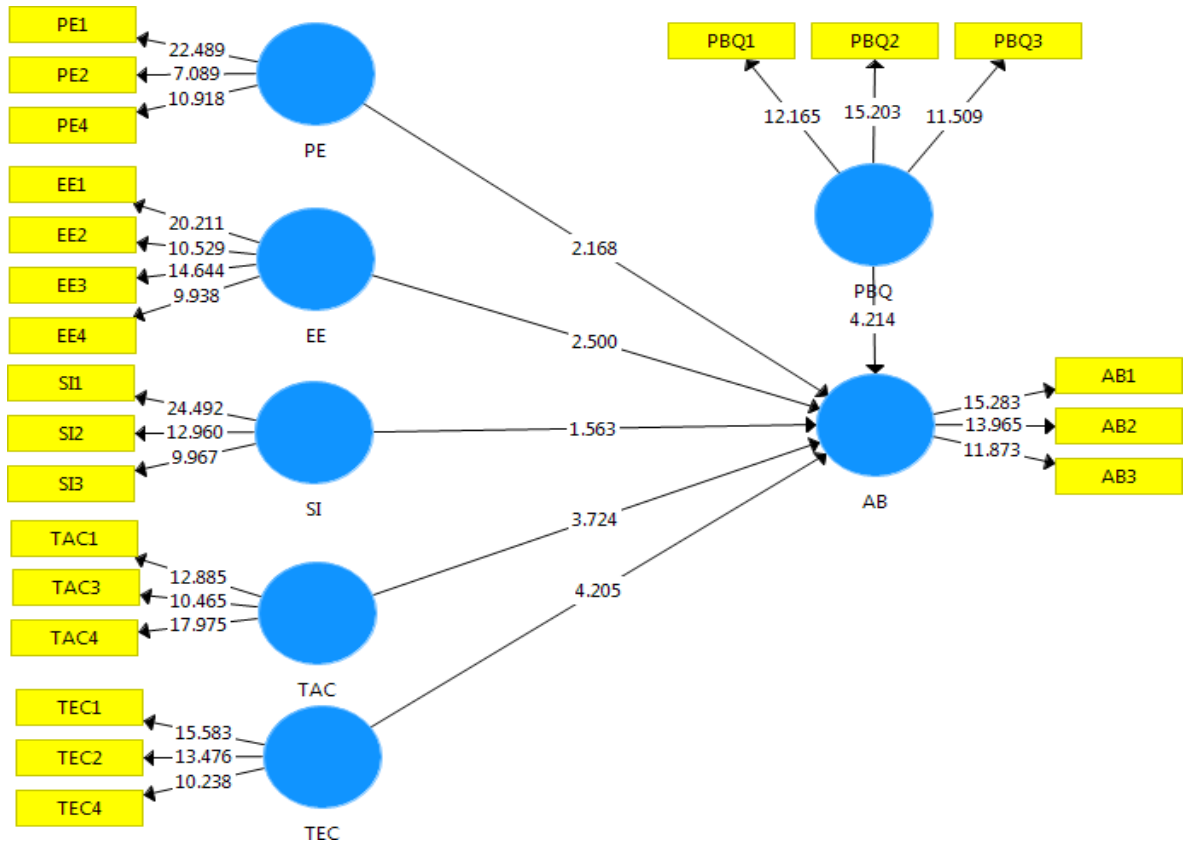 PE1
PE2
PE4
22.489
7.089
10.918
PE
EE1
EE2
EE3
EE4
20.211
10.529
14.644
9.938
EE
SI1
SI2
SI3
24.492
12.960
9.967
SI
TAC1
TAC3
TAC4
12.885
10.465
17.975
TAC
TEC1
TEC2
TEC4
15.583
13.476
10.238
TEC
2.168
2.500
1.563
3.724
4.205
PBQ1
PBQ2
PBQ3
12.165
15.203
11.509
PBQ
4.214
AB
15.283
13.965
11.873
AB1
AB2
AB3